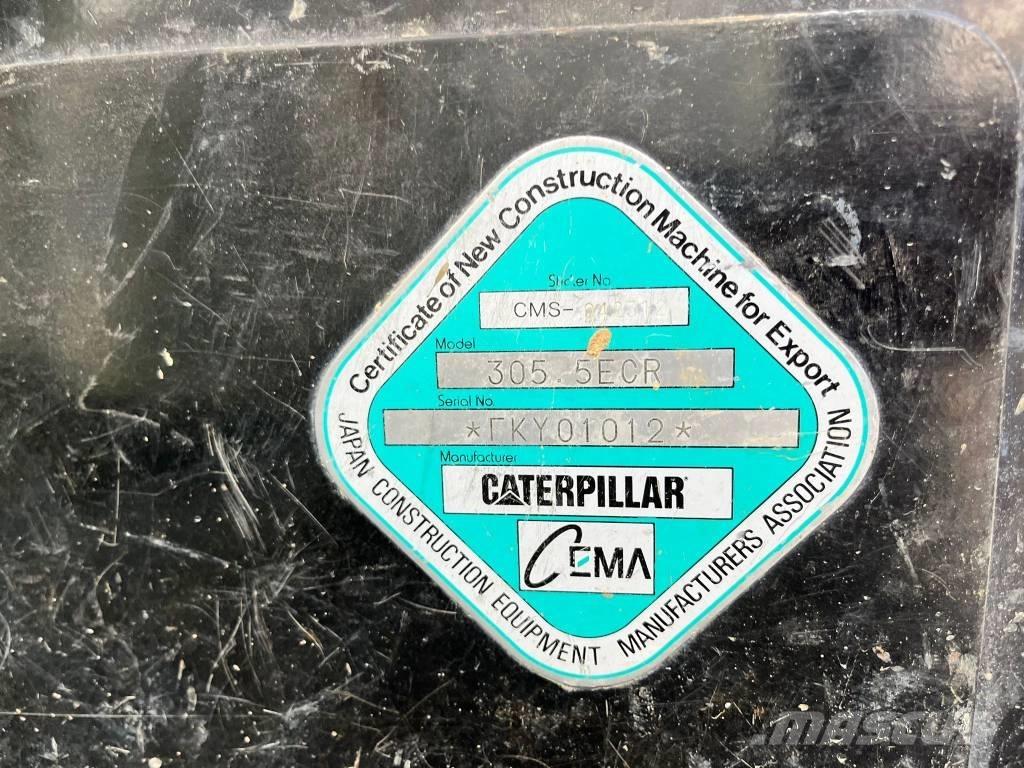 Certificate of New Construction Machine for Export
Sticker No.
CMS-
Model
305.5ECR
Serial No.
*FKY01012*
Manufacturer
CATERPILLAR
CEMA
JAPAN CONSTRUCTION EQUIPMENT MANUFACTURERS ASSOCIATION
MASCUS